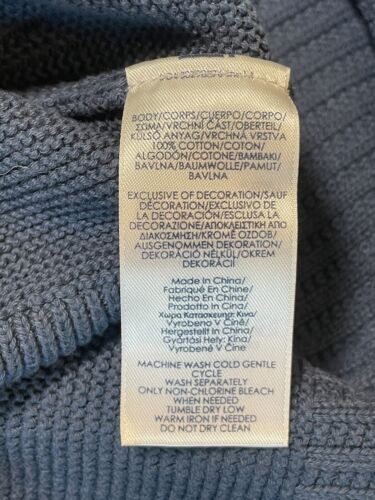 BODY/CORPS/CUERPO/CORPO/
ΣΩΜΑ/VRCHNÍ ČÁST/OBERTEIL/
KÜLSŐ ANYAG/VRCHNÁ VRSTVA
100% COTTON/COTON/
ALGODÓN/COTONE/ΒΑΜΒΑΚΙ/
BAVLNA/BAUMWOLLE/PAMUT/
BAVLNA
EXCLUSIVE OF DECORATION/SAUF
DÉCORATION/EXCLUSIVO DE
LA DECORACIÓN/ESCLUSA LA
DECORAZIONE/ΑΠΟΚΛΕΙΣΤΙΚΗ ΑΠΟ
ΔΙΑΚΟΣΜΗΣΗ/KROMĚ OZDOB/
AUSGENOMMEN DEKORATION/
DEKORÁCIÓ NÉLKÜL/OKREM
DEKORÁCIÍ
MADE IN CHINA/
FABRIQUÉ EN CHINE/
HECHO EN CHINA/
PRODOTTO IN CINA/
ΧΩΡΑ ΚΑΤΑΣΚΕΥΗΣ: ΚΙΝΑ/
VYROBENO V ČÍNĚ/
HERGESTELLT IN CHINA/
GYÁRTÁSI HELY: KÍNA/
VYROBENÉ V ČÍNE
MACHINE WASH COLD GENTLE
CYCLE
WASH SEPARATELY
ONLY NON-CHLORINE BLEACH
WHEN NEEDED
TUMBLE DRY LOW
WARM IRON IF NEEDED
DO NOT DRY CLEAN